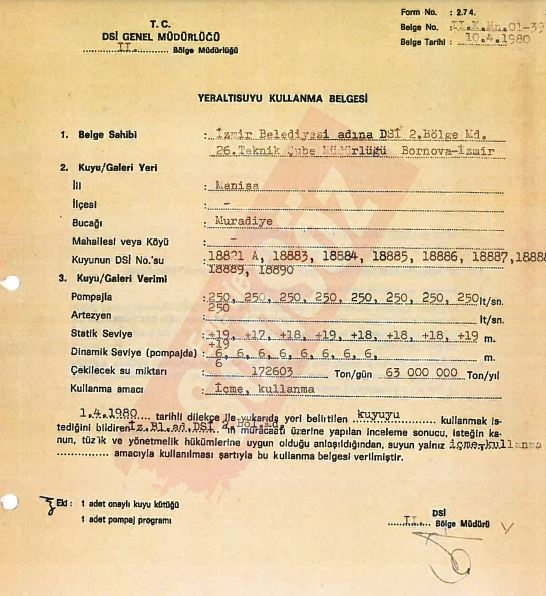 Form No. : 2.74.
T. C.
DSİ GENEL MÜDÜRLÜĞÜ
II. Bölge Müdürlüğü
Belge No. : II.K.Mn.01-39
Belge Tarihi : 10.4.1980
YERALTISUYU KULLANMA BELGESİ
1. Belge Sahibi : İzmir Belediyesi adına DSİ 2.Bölge Md.
26.Teknik Şube Müdürlüğü Bornova-İzmir
2. Kuyu/Galeri Yeri
İli : Manisa
İlçesi : -
Bucağı : Muradiye
Mahallesi veya Köyü : -
Kuyunun DSİ No.'su : 18821 A, 18883, 18884, 18885, 18886, 18887, 1888
18889, 18890
3. Kuyu/Galeri Verimi
Pompajla : 250, 250, 250, 250, 250, 250, 250 lt/sn.
250
Artezyen : lt/sn.
Statik Seviye : +19, +17, +18, +19, +18, +18, +18, +19 m.
+19
Dinamik Seviye (pompajda) : 6, 6, 6, 6, 6, 6, 6, 6, m.
6
Çekilecek su miktarı : 172603 Ton/gün 63 000 000 Ton/yıl
Kullanma amacı : İçme, kullanma
1.4.1980 tarihli dilekçe ile yukarıda yeri belirtilen kuyuyu kullanmak is-
tediğini bildiren İz.Bl.ad.DSİ 2.Böl.Md. 'ın müracaatı üzerine yapılan inceleme sonucu, isteğin ka-
nun, tüzük ve yönetmelik hükümlerine uygun olduğu anlaşıldığından, suyun yalnız içme-kullanma
amacıyla kullanılması şartıyla bu kullanma belgesi verilmiştir.
Eki : 1 adet onaylı kuyu kütüğü
1 adet pompaj programı
DSİ
II. Bölge Müdürü